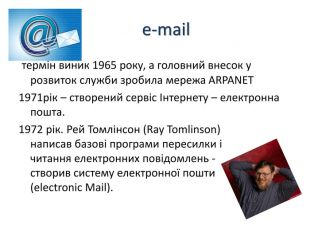 e-mail
термін виник 1965 року, а головний внесок у
розвиток служби зробила мережа ARPANET
1971рік – створений сервіс Інтернету – електронна
пошта.
1972 рік. Рей Томлінсон (Ray Tomlinson)
написав базові програми пересилки і
читання електронних повідомлень -
створив систему електронної пошти
(electronic Mail).